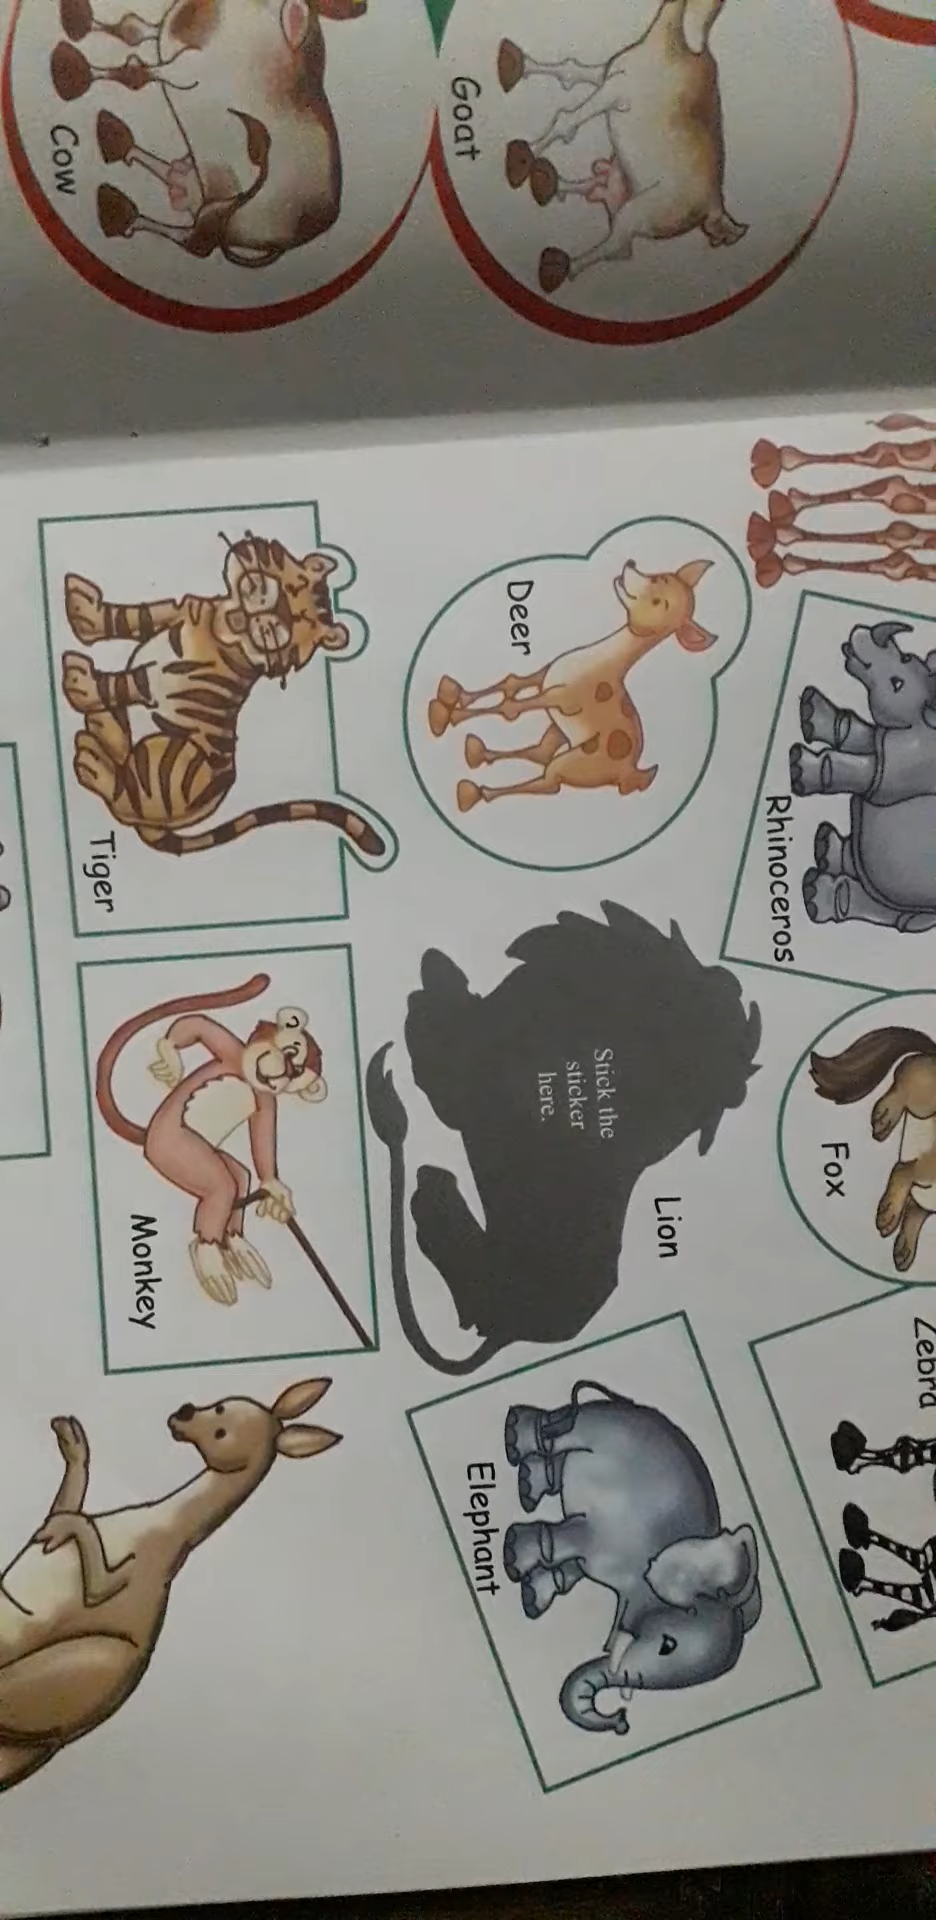 Cow
Goat
Tiger
Deer
Rhinoceros
Monkey
Stick the
sticker
here.
Lion
Fox
Elephant
Zebra